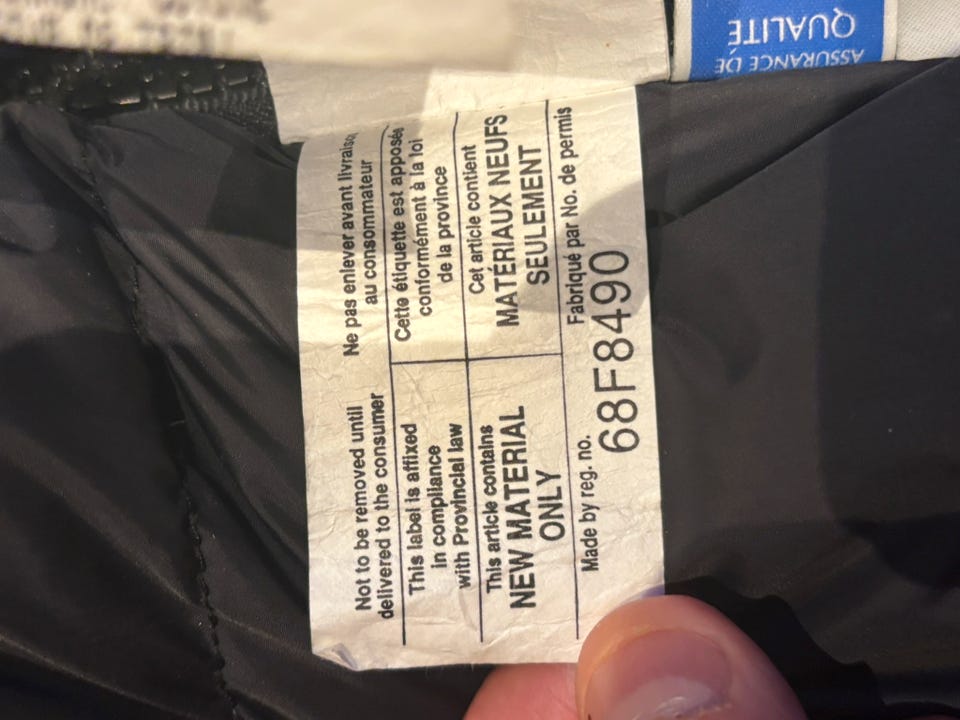 Not to be removed until
delivered to the consumer
Ne pas enlever avant livraison
au consommateur
This label is affixed
in compliance
with Provincial law
Cette étiquette est apposée
conformément à la loi
de la province
This article contains
NEW MATERIAL
ONLY
Cet article contient
MATÉRIAUX NEUFS
SEULEMENT
Made by reg. no.
Fabriqué par No. de permis
68F8490
ASSURANCE DE
QUALITE